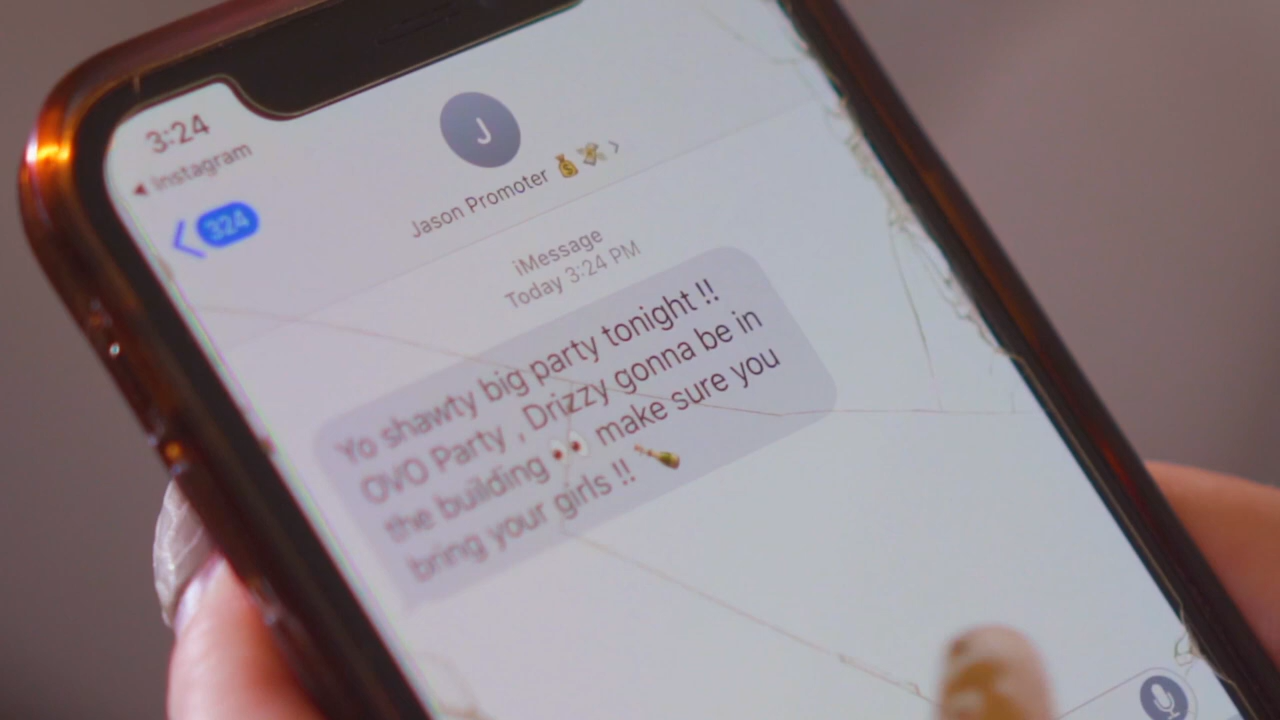 3:24
◀ Instagram
324
J
Jason Promoter 💰💸 >
iMessage
Today 3:24 PM
Yo shawty big party tonight !!
OVO Party , Drizzy gonna be in
the building 👀 make sure you
bring your girls !! 🍾